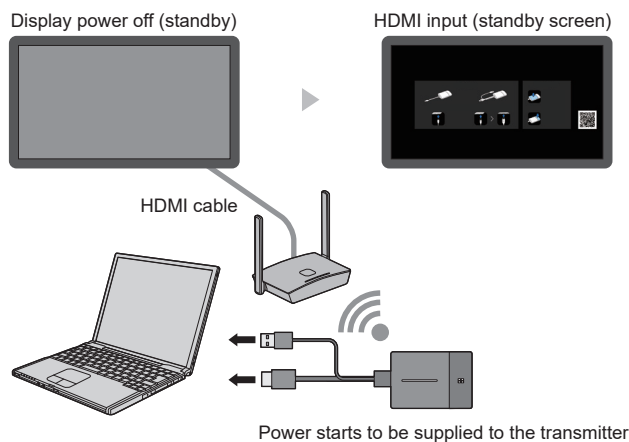 Display power off (standby)
HDMI input (standby screen)
HDMI cable
Power starts to be supplied to the transmitter